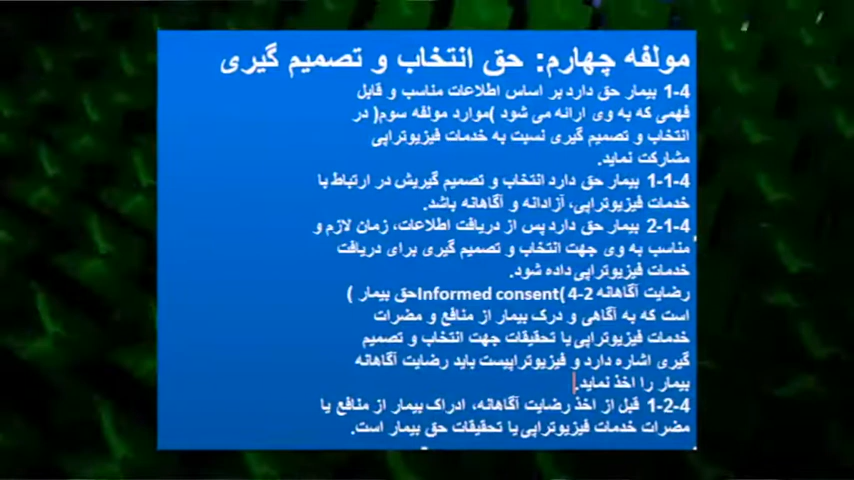 مولفه چهارم: حق انتخاب و تصمیم گیری
1-4 بیمار حق دارد بر اساس اطلاعات مناسب و قابل
فهمی که به وی ارائه می شود )موارد مولفه سوم( در
انتخاب و تصمیم گیری نسبت به خدمات فیزیوتراپی
مشارکت نماید.
1-1-4 بیمار حق دارد انتخاب و تصمیم گیریش در ارتباط با
خدمات فیزیوتراپی، آزادانه و آگاهانه باشد.
2-1-4 بیمار حق دارد پس از دریافت اطلاعات، زمان لازم و
مناسب به وی جهت انتخاب و تصمیم گیری برای دریافت
خدمات فیزیوتراپی داده شود.
رضایت آگاهانه 2-4 )Informed consent(حق بیمار )
است که به آگاهی و درک بیمار از منافع و مضرات
خدمات فیزیوتراپی یا تحقیقات جهت انتخاب و تصمیم
گیری اشاره دارد و فیزیوتراپیست باید رضایت آگاهانه
بیمار را اخذ نماید.
1-2-4 قبل از اخذ رضایت آگاهانه، ادراک بیمار از منافع یا
مضرات خدمات فیزیوتراپی یا تحقیقات حق بیمار است.